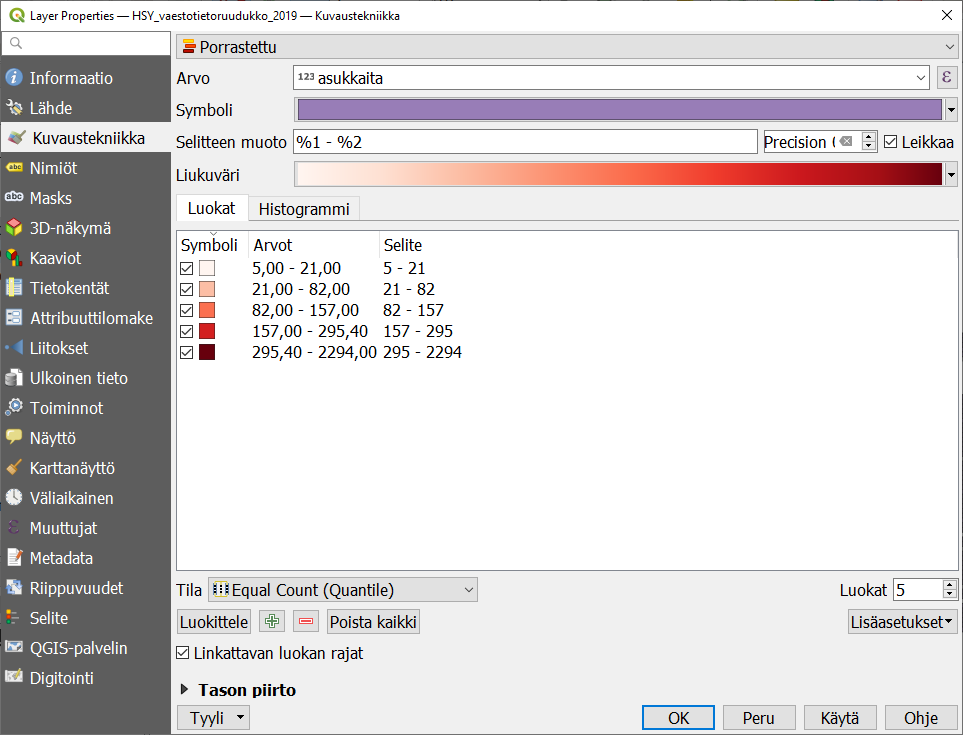 Layer Properties — HSY_vaestotietoruudukko_2019 — Kuvaustekniikka
Informaatio
Lähde
Kuvaustekniikka
Nimiöt
Masks
3D-näkymä
Kaaviot
Tietokentät
Attribuuttilomake
Liitokset
Ulkoinen tieto
Toiminnot
Näyttö
Karttanäyttö
Väliaikainen
Muuttujat
Metadata
Riippuvuudet
Selite
QGIS-palvelin
Digitointi
Porrastettu
Arvo 123 asukkaita ε
Symboli
Selitteen muoto %1 - %2 Precision Leikkaa
Liukuväri
Luokat Histogrammi
Symboli Arvot Selite
5,00 - 21,00 5 - 21
21,00 - 82,00 21 - 82
82,00 - 157,00 82 - 157
157,00 - 295,40 157 - 295
295,40 - 2294,00 295 - 2294
Tila Equal Count (Quantile) Luokat 5
Luokittele Poista kaikki Lisäasetukset
Linkattavan luokan rajat
Tason piirto
Tyyli OK Peru Käytä Ohje